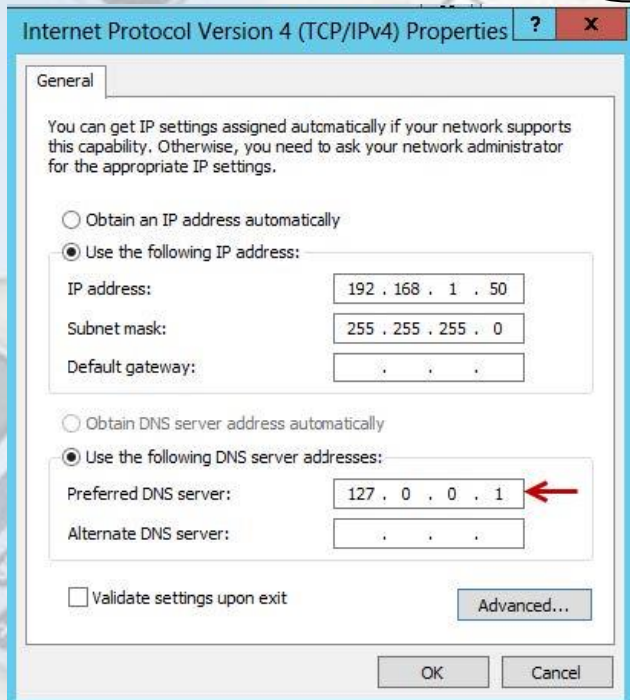 Internet Protocol Version 4 (TCP/IPv4) Properties ? x
General
You can get IP settings assigned automatically if your network supports
this capability. Otherwise, you need to ask your network administrator
for the appropriate IP settings.
Obtain an IP address automatically
Use the following IP address:
IP address: 192 . 168 . 1 . 50
Subnet mask: 255 . 255 . 255 . 0
Default gateway: . . .
Obtain DNS server address automatically
Use the following DNS server addresses:
Preferred DNS server: 127 . 0 . 0 . 1
Alternate DNS server: . . .
Validate settings upon exit
Advanced...
OK Cancel